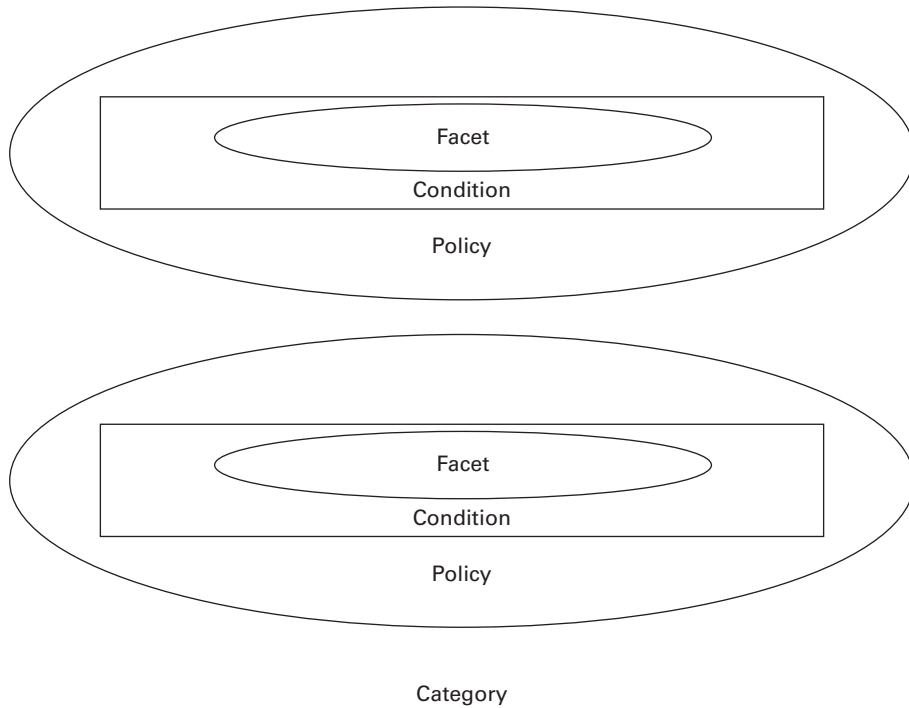 Facet
Condition
Policy
Facet
Condition
Policy
Category